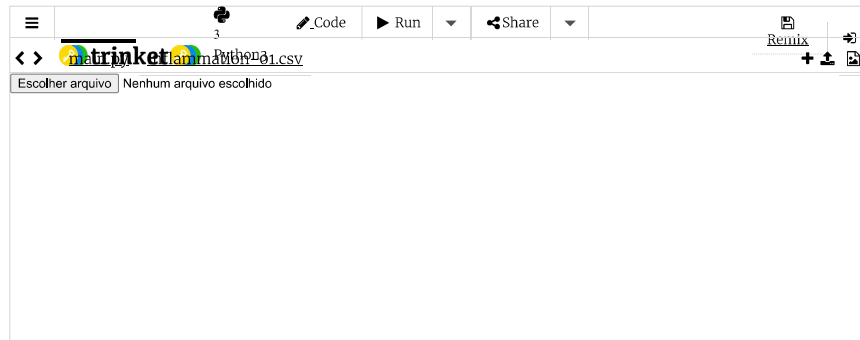 Code Run Share Remix
3
trinket Python3
main.py inflammation-01.csv
Escolher arquivo Nenhum arquivo escolhido